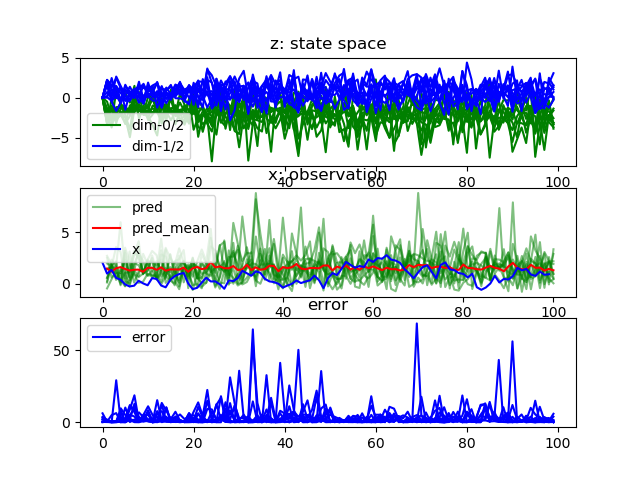 z: state space
5
0
−5
dim-0/2
dim-1/2
0 20 40 60 80 100
x: observation
5
0
pred
pred_mean
x
0 20 40 60 80 100
error
50
0
error
0 20 40 60 80 100